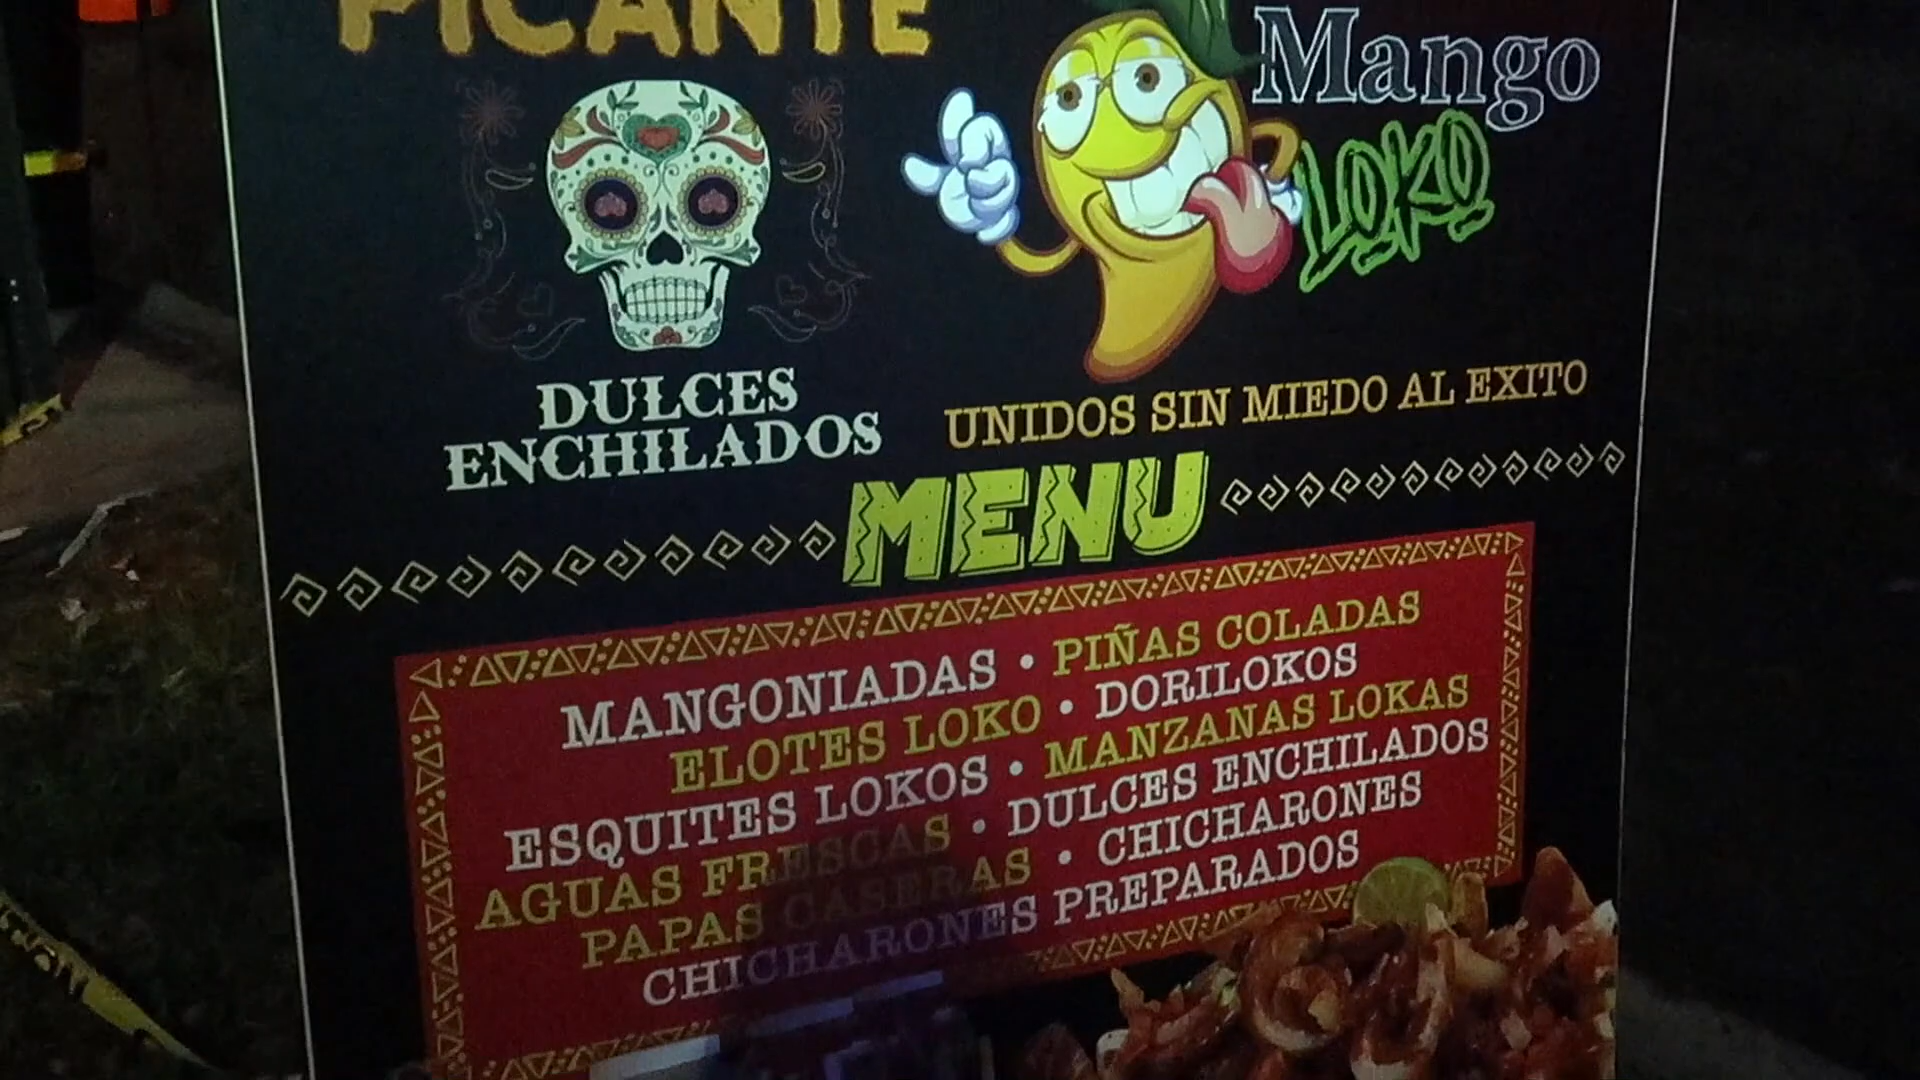 PICANTE
Mango
LOKO
DULCES
ENCHILADOS
UNIDOS SIN MIEDO AL EXITO
MENU
MANGONIADAS • PIÑAS COLADAS
ELOTES LOKO • DORILOKOS
ESQUITES LOKOS • MANZANAS LOKAS
AGUAS FRESCAS • DULCES ENCHILADOS
PAPAS CASERAS • CHICHARONES
CHICHARONES PREPARADOS